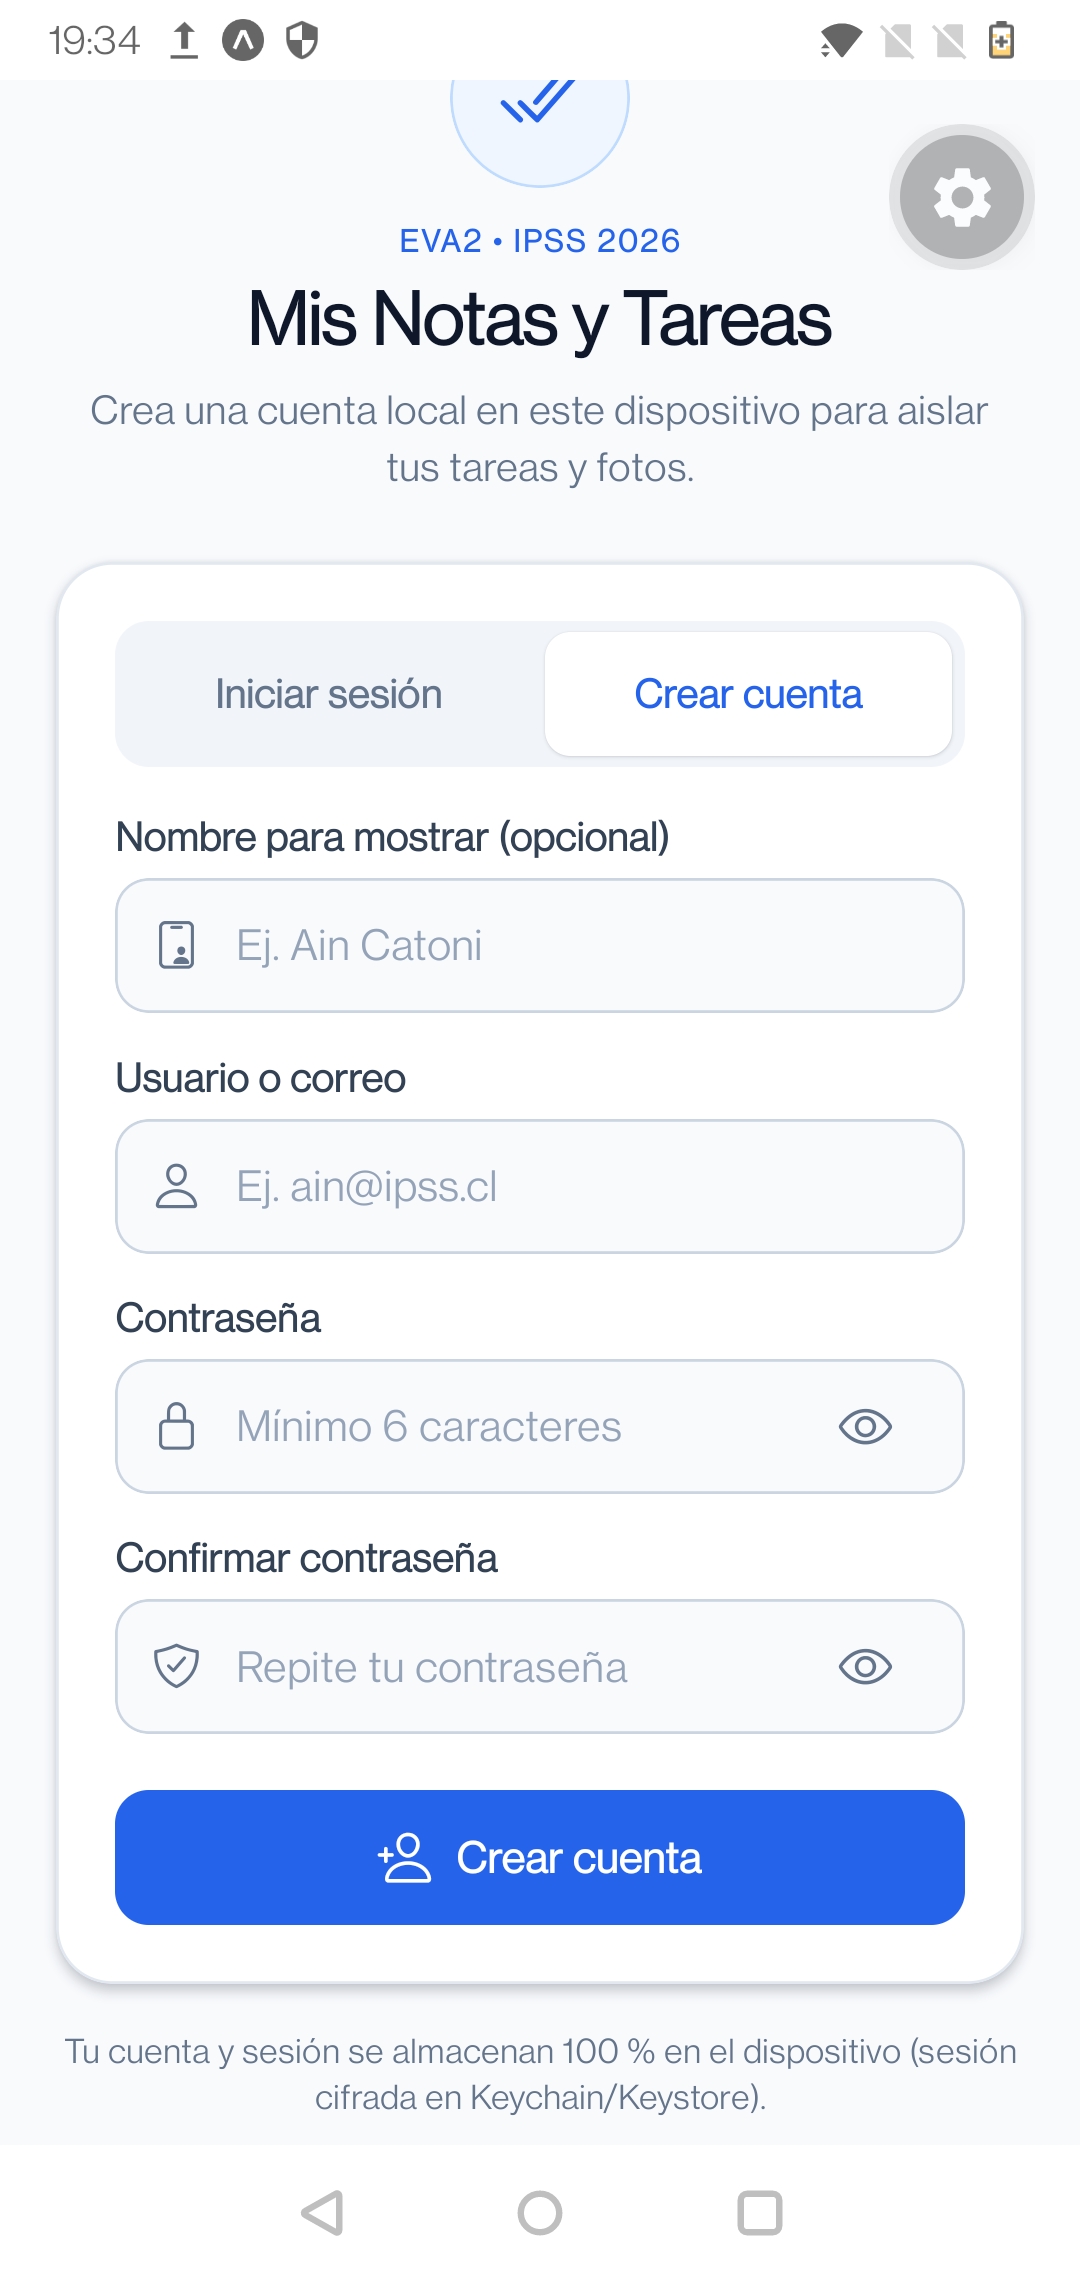 19:34
EVA2 • IPSS 2026
Mis Notas y Tareas
Crea una cuenta local en este dispositivo para aislar
tus tareas y fotos.
Iniciar sesión
Crear cuenta
Nombre para mostrar (opcional)
Ej. Ain Catoni
Usuario o correo
Ej. ain@ipss.cl
Contraseña
Mínimo 6 caracteres
Confirmar contraseña
Repite tu contraseña
Crear cuenta
Tu cuenta y sesión se almacenan 100 % en el dispositivo (sesión
cifrada en Keychain/Keystore).